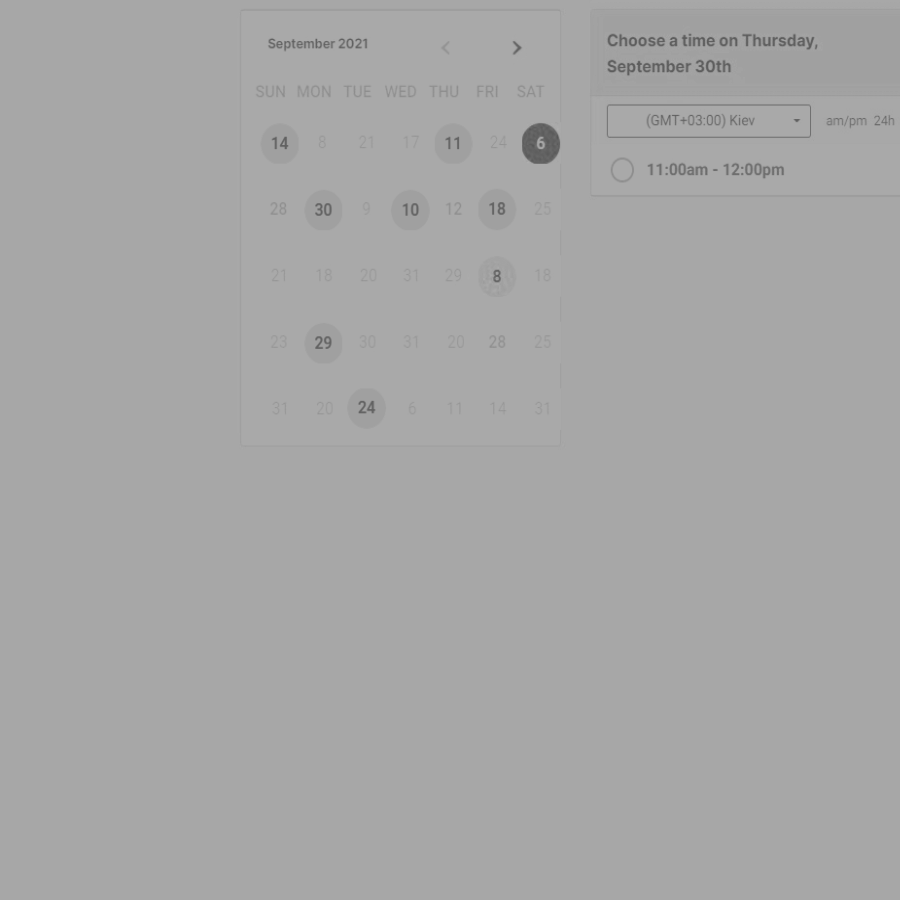 September 2021
SUN MON TUE WED THU FRI SAT
14 8 21 17 11 24 6
28 30 9 10 12 18 25
21 18 20 31 29 8 18
23 29 30 31 20 28 25
31 20 24 6 11 14 31
Choose a time on Thursday,
September 30th
(GMT+03:00) Kiev am/pm 24h
11:00am - 12:00pm